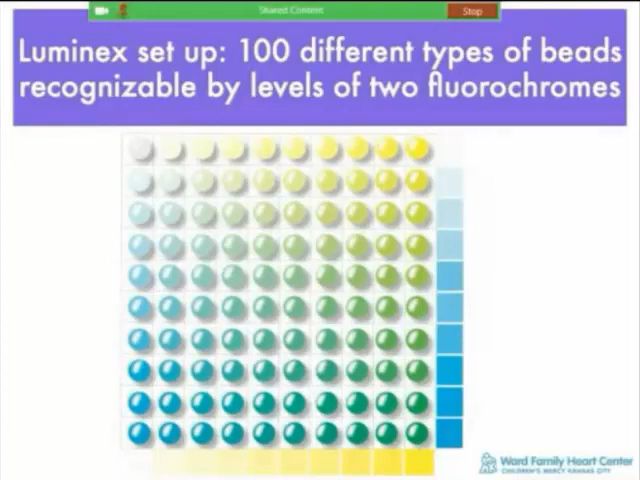 Shared Content
Stop
Luminex set up: 100 different types of beads
recognizable by levels of two fluorochromes
Ward Family Heart Center
CHILDREN'S MERCY KANSAS CITY